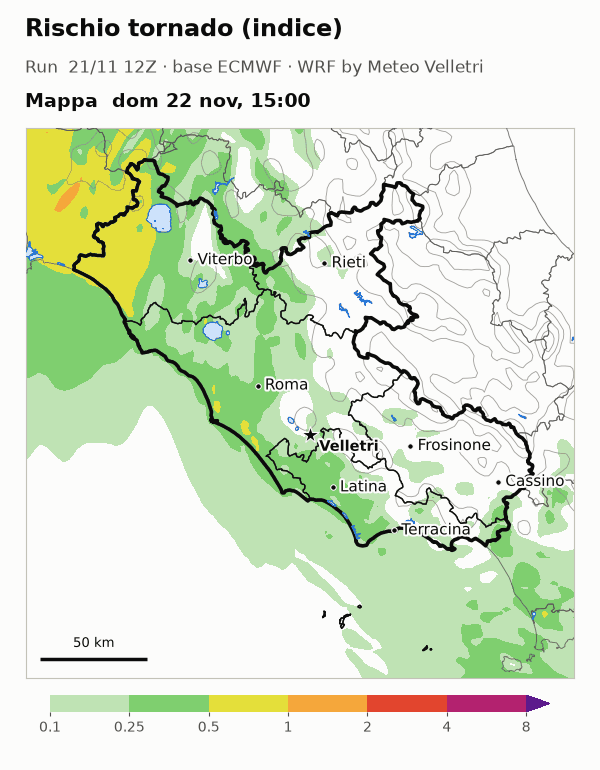 Rischio tornado (indice)
Run  21/11 12Z · base ECMWF · WRF by Meteo Velletri
Mappa  dom 22 nov, 15:00
Viterbo
Rieti
Roma
Velletri
Frosinone
Latina
Cassino
Terracina
50 km
0.1 0.25 0.5 1 2 4 8